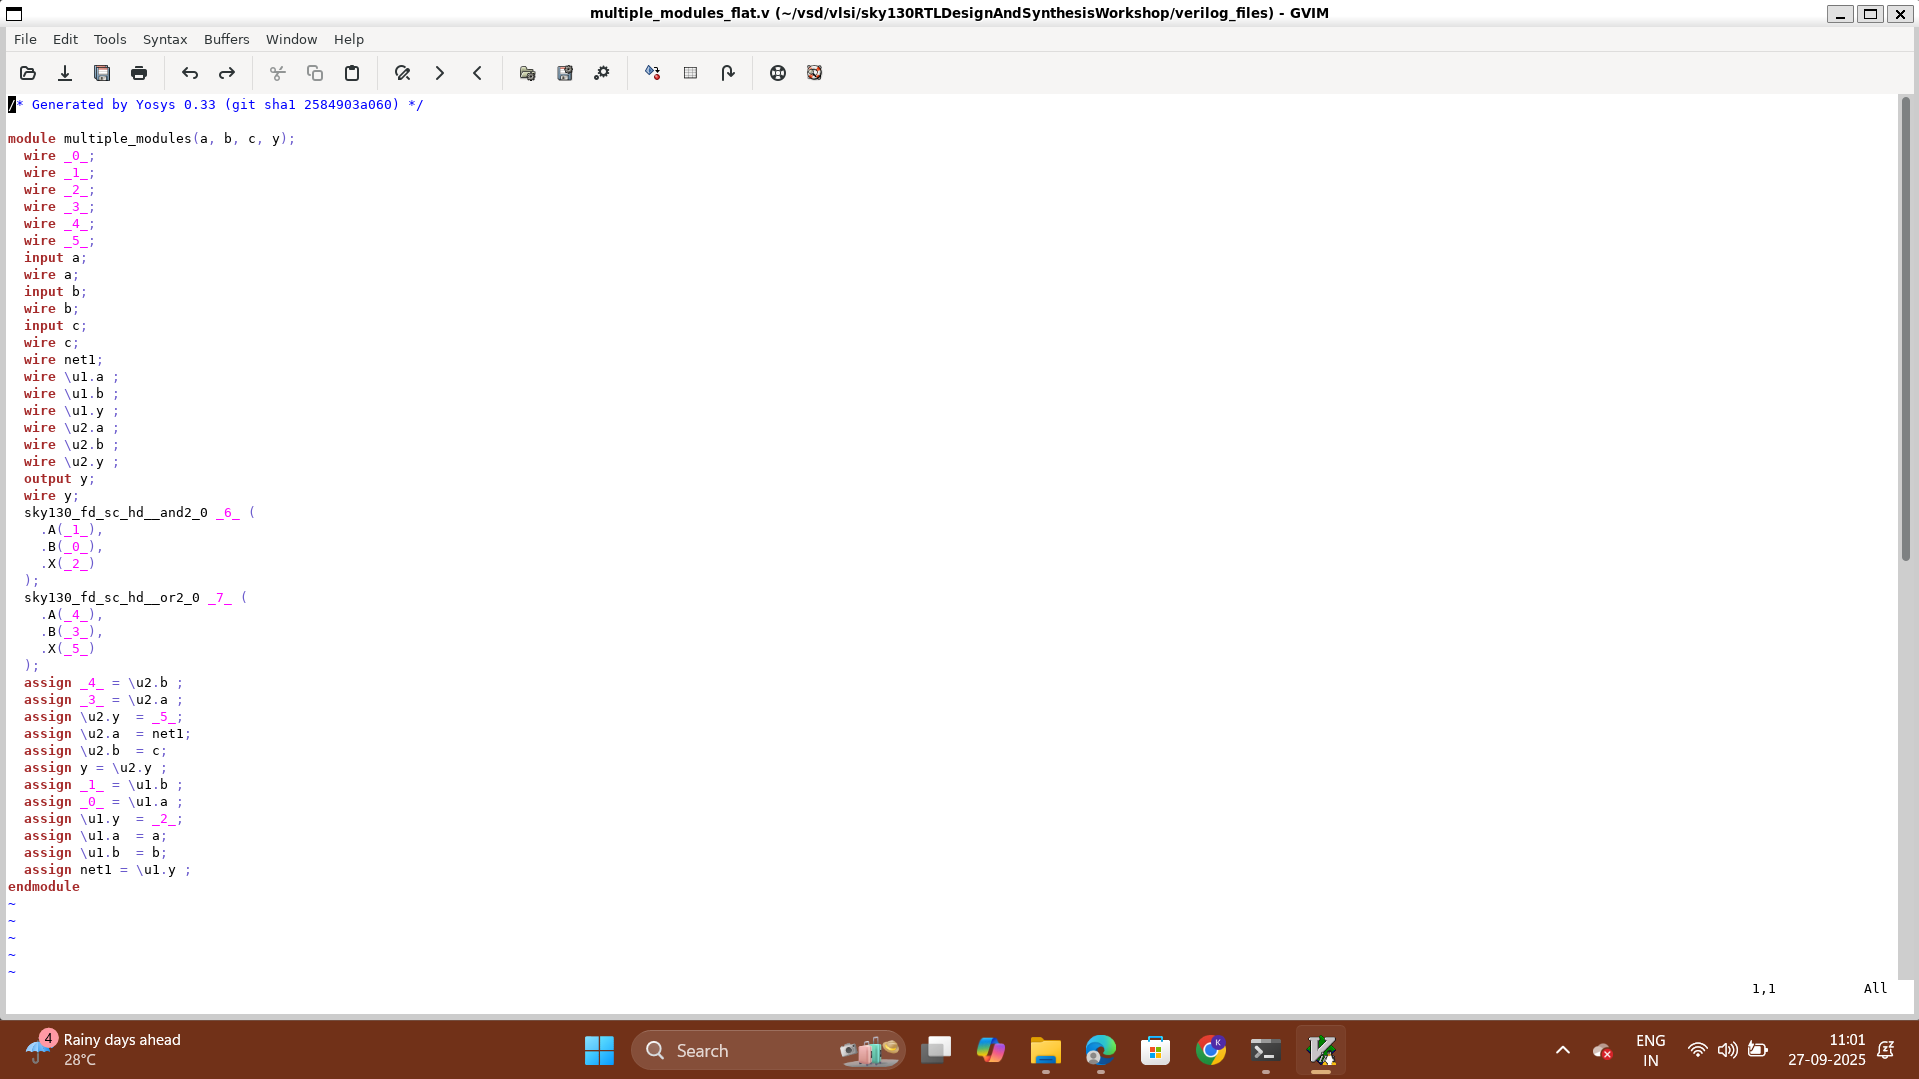 multiple_modules_flat.v (~/vsd/vlsi/sky130RTLDesignAndSynthesisWorkshop/verilog_files) - GVIM
File Edit Tools Syntax Buffers Window Help
/* Generated by Yosys 0.33 (git sha1 2584903a060) */
module multiple_modules(a, b, c, y);
  wire _0_;
  wire _1_;
  wire _2_;
  wire _3_;
  wire _4_;
  wire _5_;
  input a;
  wire a;
  input b;
  wire b;
  input c;
  wire c;
  wire net1;
  wire \u1.a ;
  wire \u1.b ;
  wire \u1.y ;
  wire \u2.a ;
  wire \u2.b ;
  wire \u2.y ;
  output y;
  wire y;
  sky130_fd_sc_hd__and2_0 _6_ (
    .A(_1_),
    .B(_0_),
    .X(_2_)
  );
  sky130_fd_sc_hd__or2_0 _7_ (
    .A(_4_),
    .B(_3_),
    .X(_5_)
  );
  assign _4_ = \u2.b ;
  assign _3_ = \u2.a ;
  assign \u2.y  = _5_;
  assign \u2.a  = net1;
  assign \u2.b  = c;
  assign y = \u2.y ;
  assign _1_ = \u1.b ;
  assign _0_ = \u1.a ;
  assign \u1.y  = _2_;
  assign \u1.a  = a;
  assign \u1.b  = b;
  assign net1 = \u1.y ;
endmodule
~
~
~
~
~
1,1 All
4
Rainy days ahead
28°C
Search
K
ENG
IN
11:01
27-09-2025